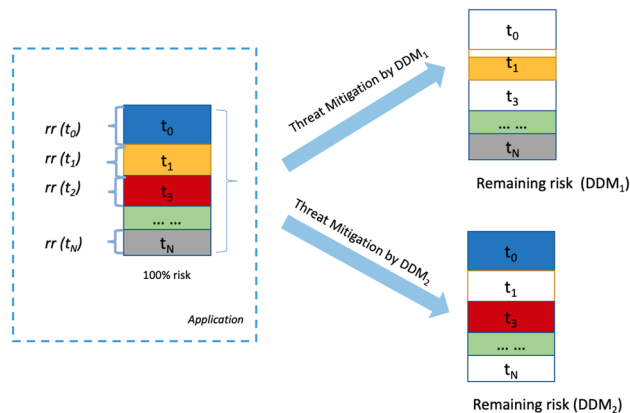 rr (t0)
rr (t1)
rr (t2)
rr (tN)
t0
t1
t3
... ...
tN
100% risk
Application
Threat Mitigation by DDM1
Threat Mitigation by DDM2
t0
t1
t3
... ...
tN
Remaining risk (DDM1)
t0
t1
t3
... ...
tN
Remaining risk (DDM2)